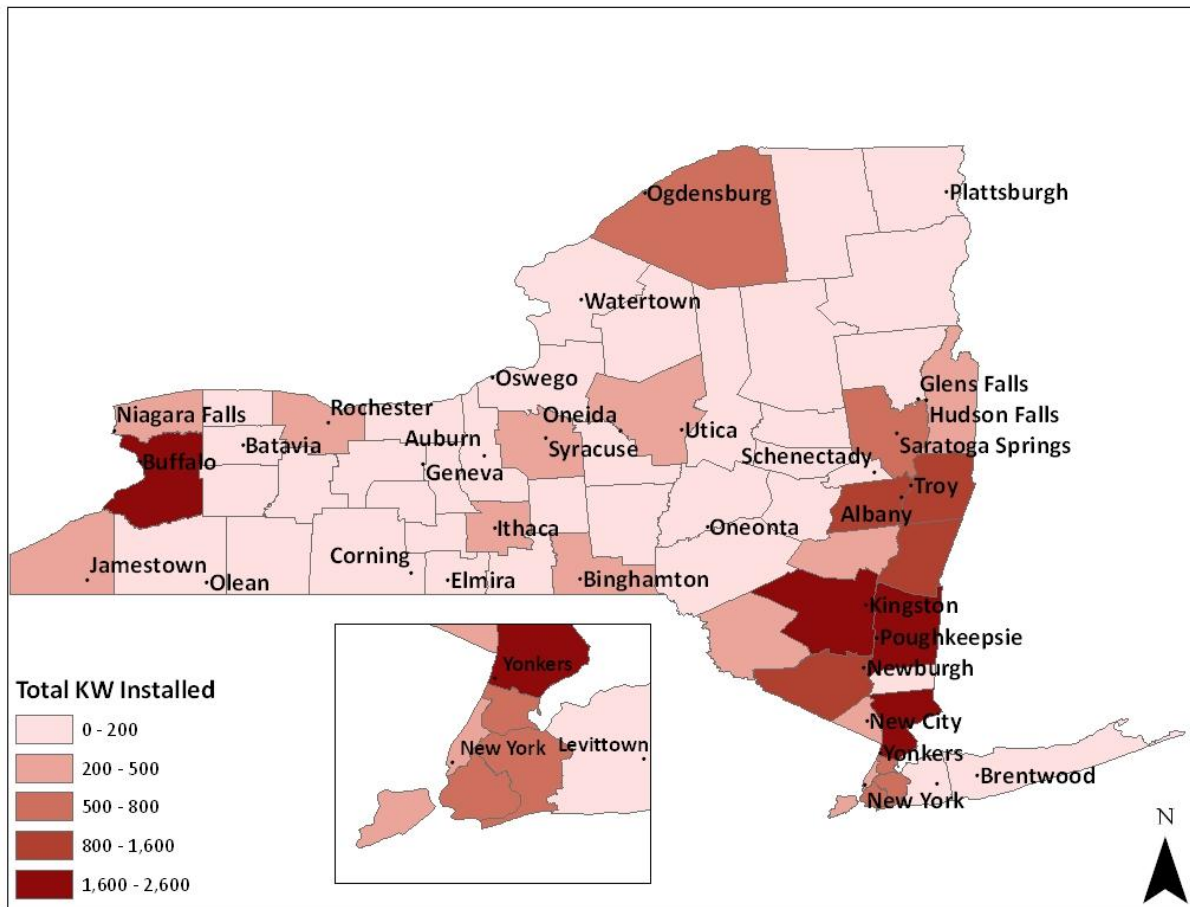 Ogdensburg
Plattsburgh
Watertown
Oswego
Glens Falls
Niagara Falls
Rochester
Oneida
Hudson Falls
Auburn
Utica
Batavia
Syracuse
Saratoga Springs
Buffalo
Geneva
Schenectady
Troy
Albany
Ithaca
Oneonta
Corning
Jamestown
Olean
Elmira
Binghamton
Kingston
Poughkeepsie
Yonkers
Newburgh
Total KW Installed
0 - 200
200 - 500
500 - 800
800 - 1,600
1,600 - 2,600
New York
Levittown
New City
Yonkers
Brentwood
New York
N